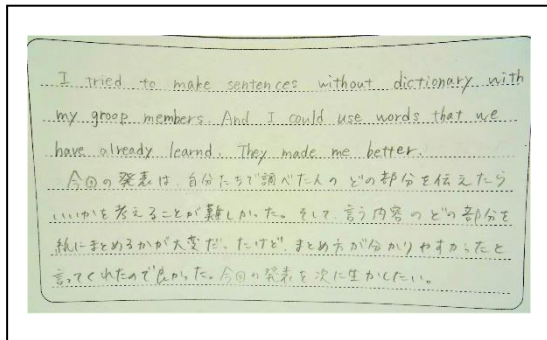 I tried to make sentences without dictionary with
my groop members. And I could use words that we
have already learnd. They made me better.
今回の発表は、自分たちで調べた人のどの部分を伝えたら
いいかを考えることが難しかった。そして、言う内容のどの部分を
紙にまとめるかが大変だったけど、まとめ方が分かりやすかったと
言ってくれたので良かった。今回の発表を次に生かしたい。